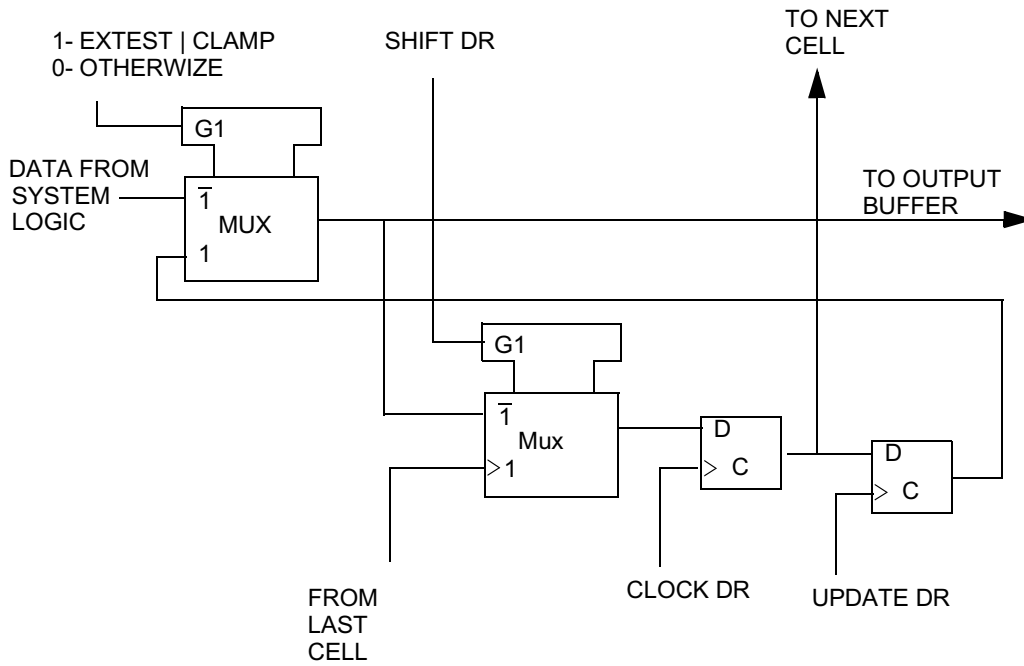 1- EXTEST | CLAMP
0- OTHERWIZE
SHIFT DR
TO NEXT
CELL
G1
DATA FROM
SYSTEM
LOGIC
1̅
MUX
1
TO OUTPUT
BUFFER
G1
1̅
Mux
1
D
C
D
C
FROM
LAST
CELL
CLOCK DR
UPDATE DR